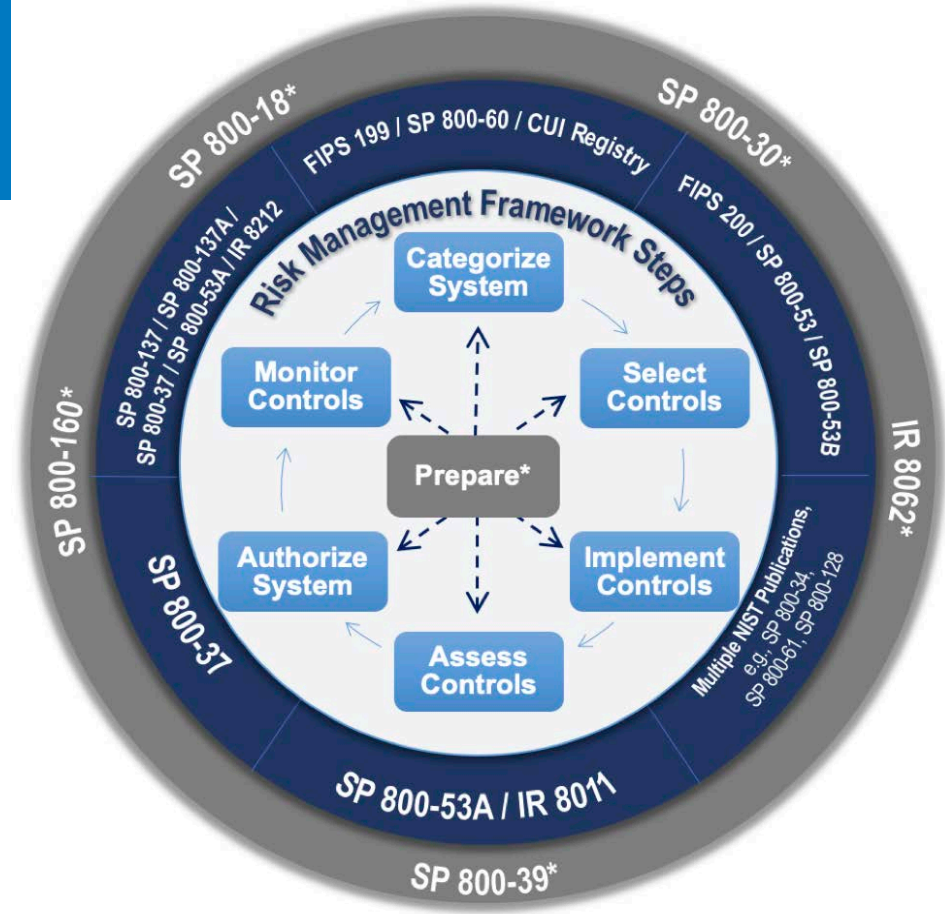 SP 800-18*
SP 800-30*
IR 8062*
SP 800-39*
SP 800-160*
FIPS 199 / SP 800-60 / CUI Registry
FIPS 200 / SP 800-53 / SP 800-53B
Multiple NIST Publications,
e.g., SP 800-34,
SP 800-61, SP 800-128
SP 800-53A / IR 8011
SP 800-37
SP 800-137 / SP 800-137A /
SP 800-37 / SP 800-53A / IR 8212
Risk Management Framework Steps
Categorize
System
Select
Controls
Implement
Controls
Assess
Controls
Authorize
System
Monitor
Controls
Prepare*